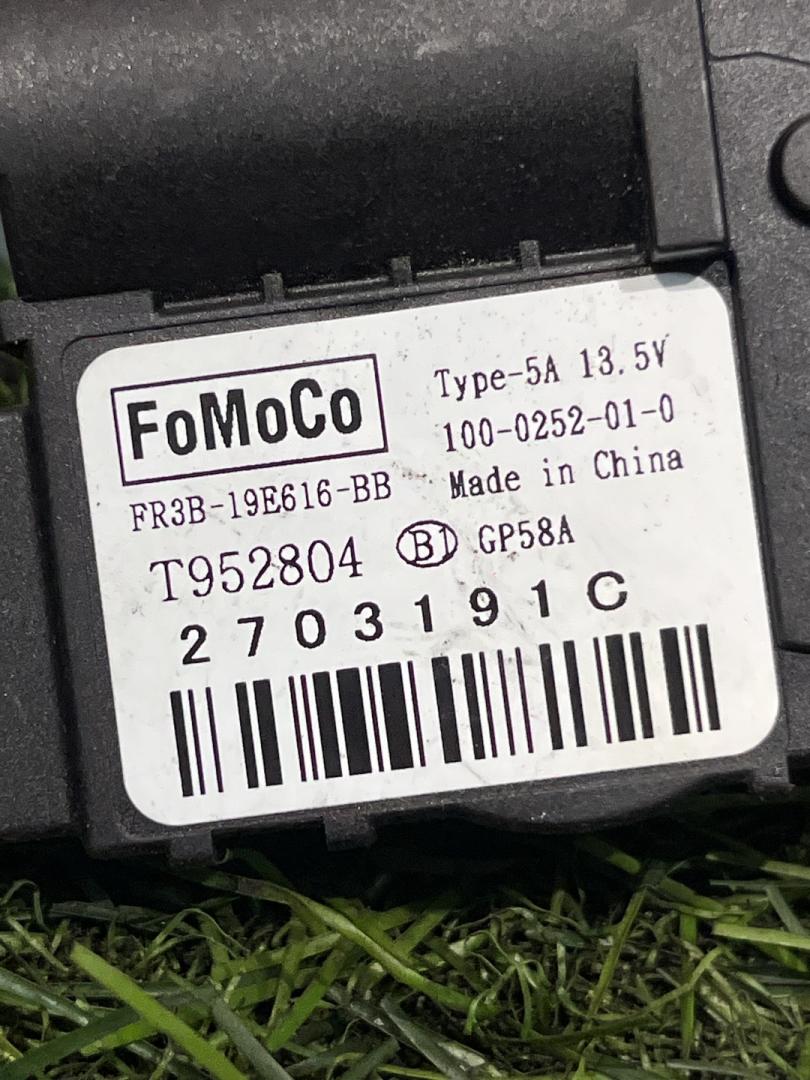 FoMoCo
FR3B-19E616-BB
Type-5A 13.5V
100-0252-01-0
Made in China
T952804 B1 GP58A
2703191C